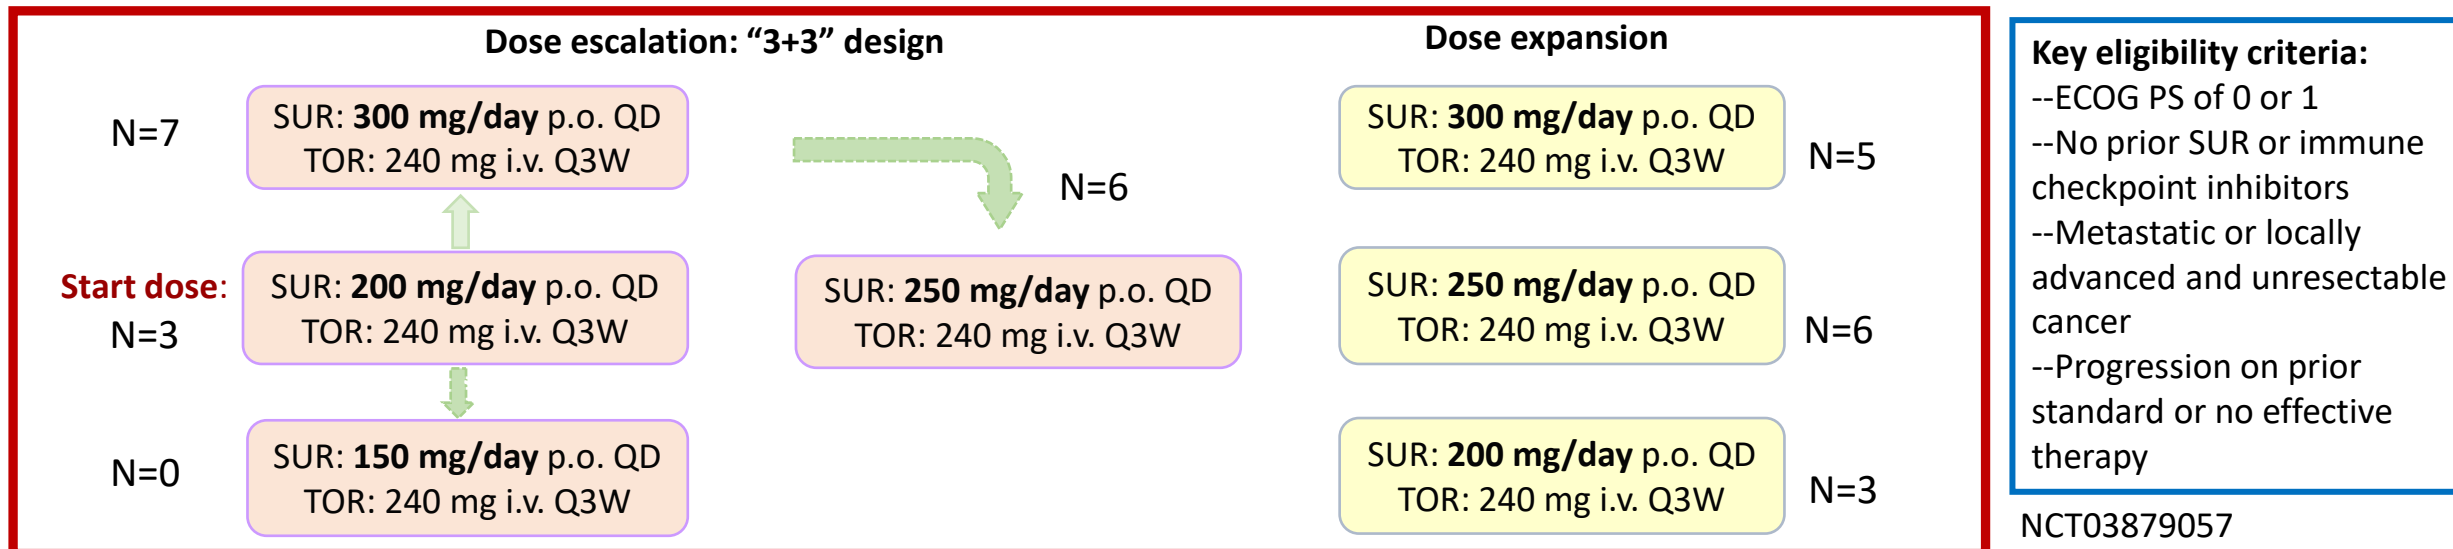 Dose escalation: “3+3” design
N=7
SUR: 300 mg/day p.o. QD
TOR: 240 mg i.v. Q3W
N=6
Start dose:
N=3
SUR: 200 mg/day p.o. QD
TOR: 240 mg i.v. Q3W
SUR: 250 mg/day p.o. QD
TOR: 240 mg i.v. Q3W
N=0
SUR: 150 mg/day p.o. QD
TOR: 240 mg i.v. Q3W
Dose expansion
SUR: 300 mg/day p.o. QD
TOR: 240 mg i.v. Q3W
N=5
SUR: 250 mg/day p.o. QD
TOR: 240 mg i.v. Q3W
N=6
SUR: 200 mg/day p.o. QD
TOR: 240 mg i.v. Q3W
N=3
Key eligibility criteria:
--ECOG PS of 0 or 1
--No prior SUR or immune
checkpoint inhibitors
--Metastatic or locally
advanced and unresectable
cancer
--Progression on prior
standard or no effective
therapy
NCT03879057